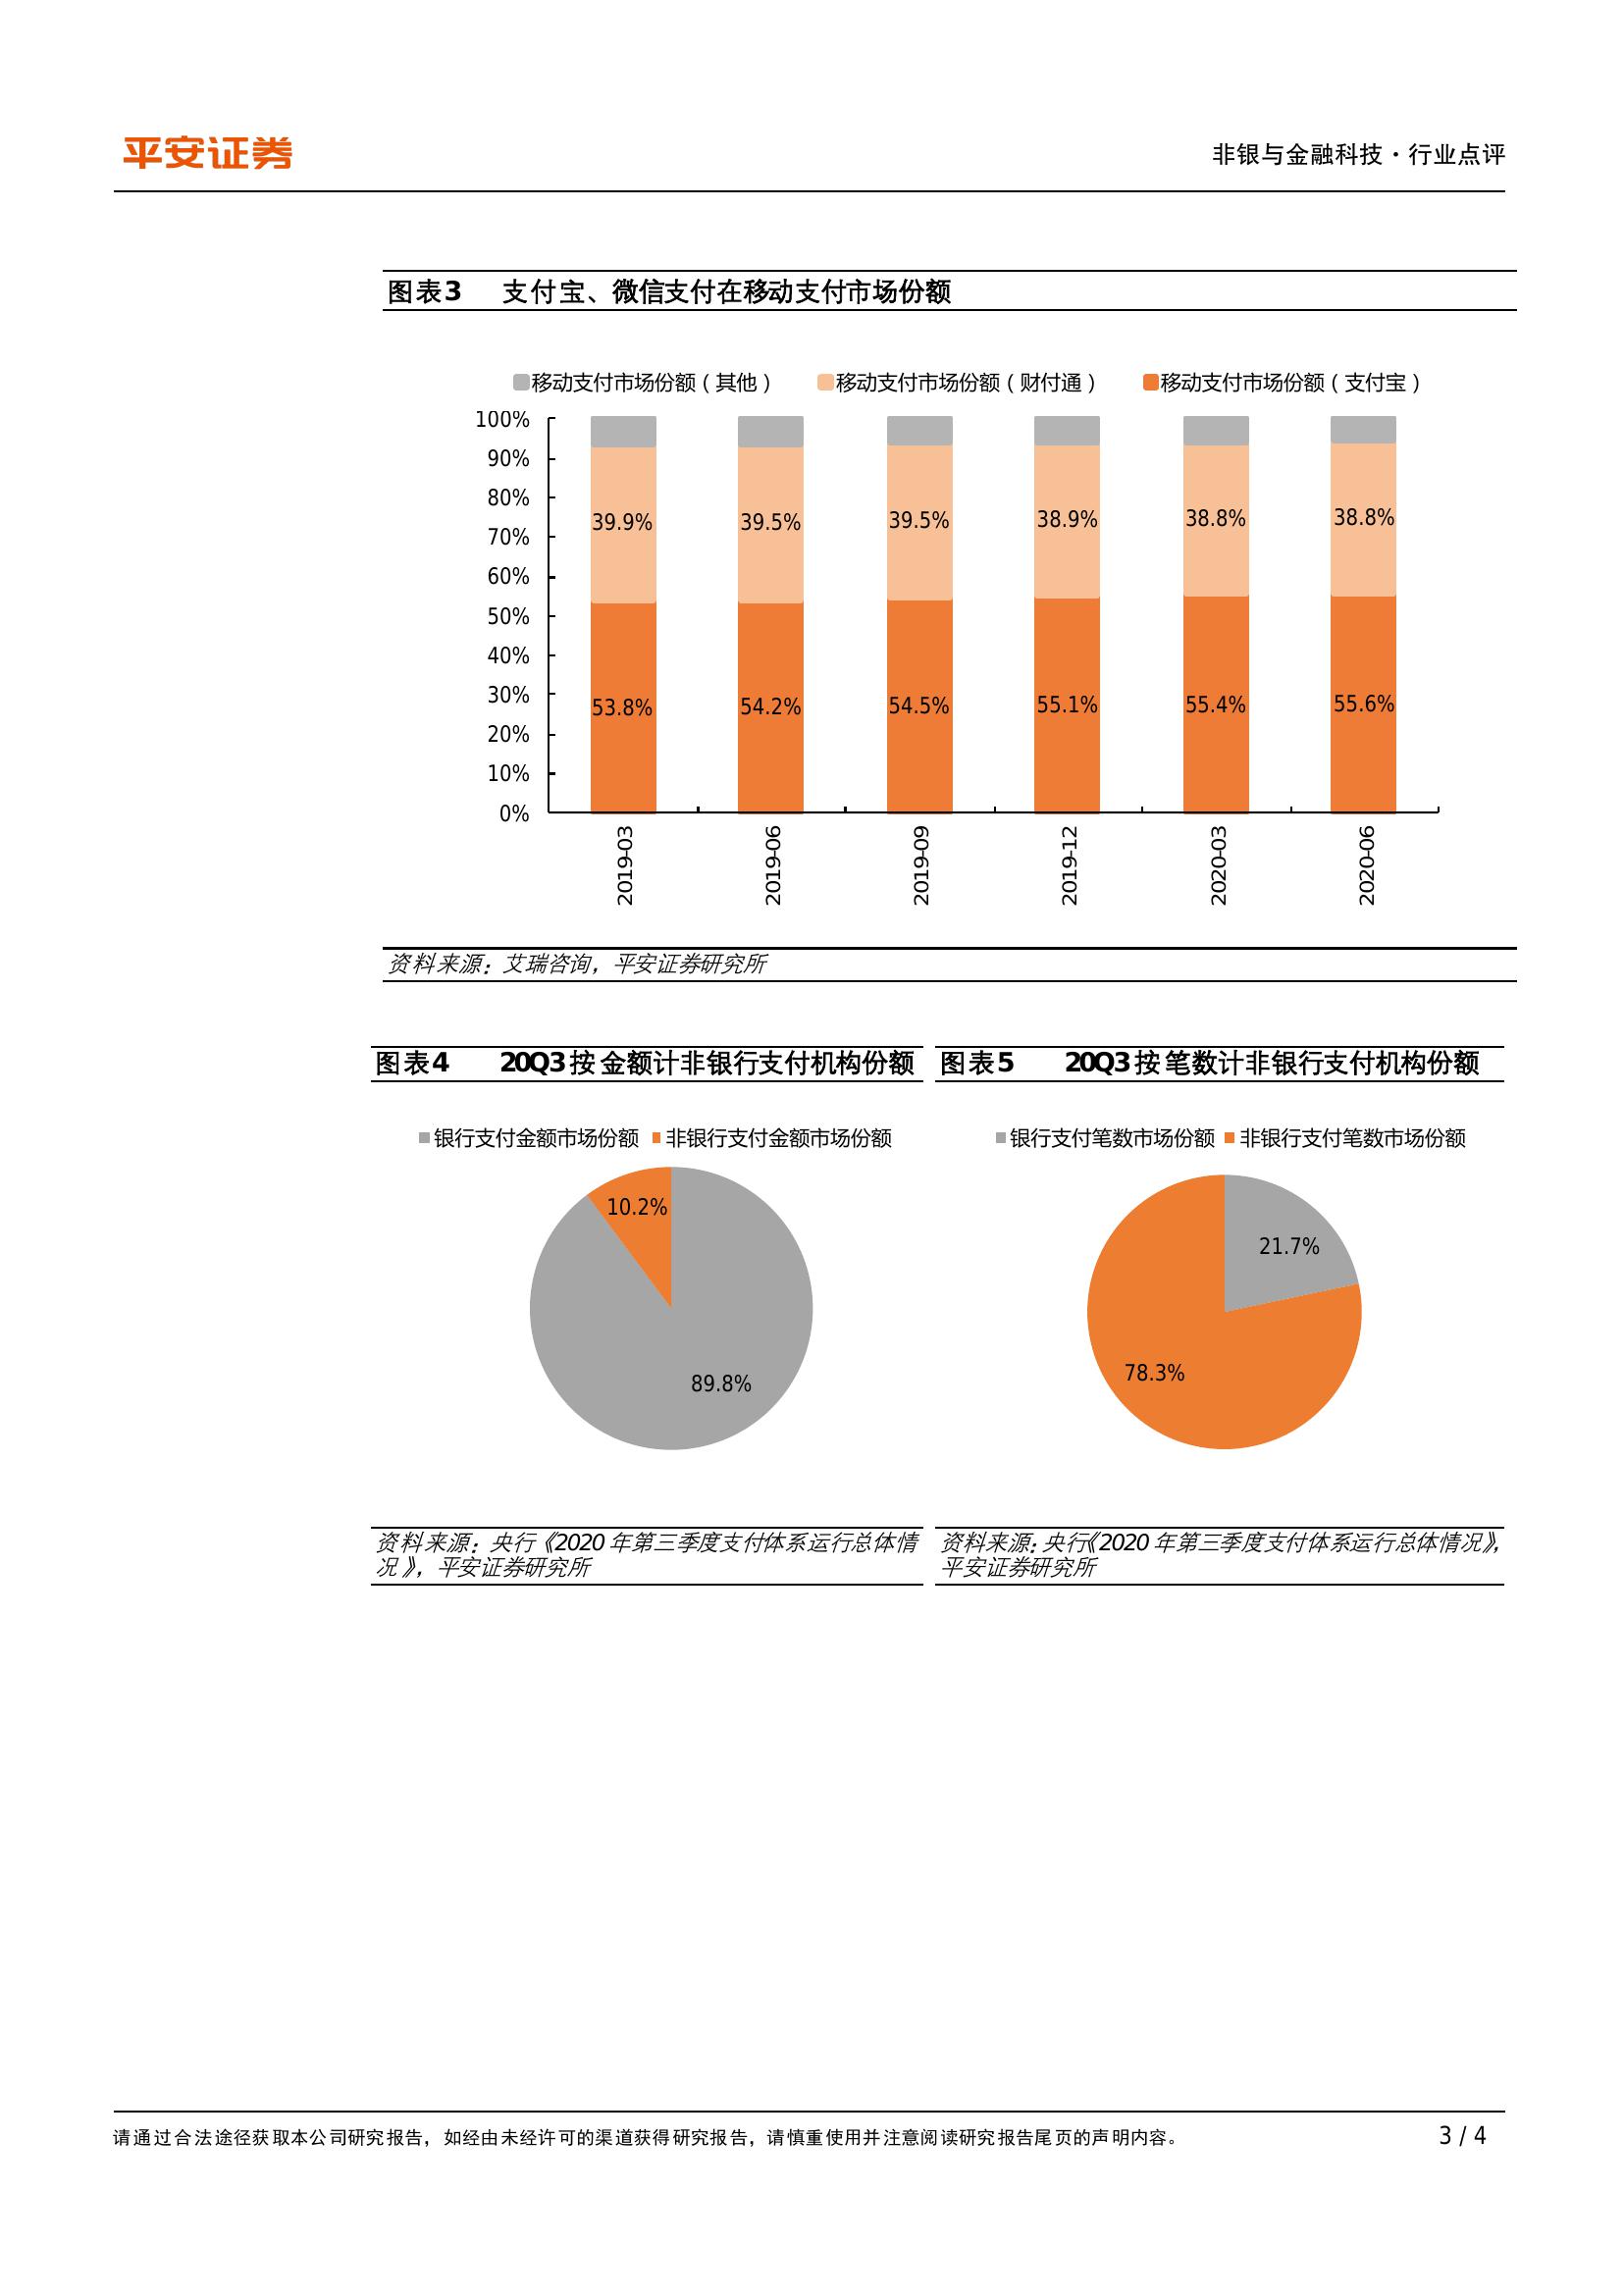 平安证券
非银与金融科技·行业点评
图表3 支付宝、微信支付在移动支付市场份额
移动支付市场份额（其他） 移动支付市场份额（财付通） 移动支付市场份额（支付宝）
100%
90%
80%
70%
60%
50%
40%
30%
20%
10%
0%
39.9% 39.5% 39.5% 38.9% 38.8% 38.8%
53.8% 54.2% 54.5% 55.1% 55.4% 55.6%
2019-03 2019-06 2019-09 2019-12 2020-03 2020-06
资料来源：艾瑞咨询，平安证券研究所
图表4 20Q3按金额计非银行支付机构份额
银行支付金额市场份额 非银行支付金额市场份额
10.2%
89.8%
资料来源：央行《2020 年第三季度支付体系运行总体情
况》，平安证券研究所
图表5 20Q3按笔数计非银行支付机构份额
银行支付笔数市场份额 非银行支付笔数市场份额
21.7%
78.3%
资料来源：央行《2020 年第三季度支付体系运行总体情况》，
平安证券研究所
请通过合法途径获取本公司研究报告，如经由未经许可的渠道获得研究报告，请慎重使用并注意阅读研究报告尾页的声明内容。
3 / 4